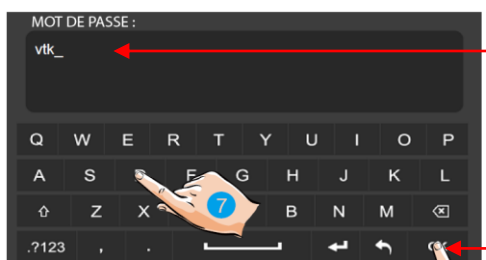 MOT DE PASSE :
vtk_
Q W E R T Y U I O P
A S F G H J K L
7
Z X B N M
.?123 , .